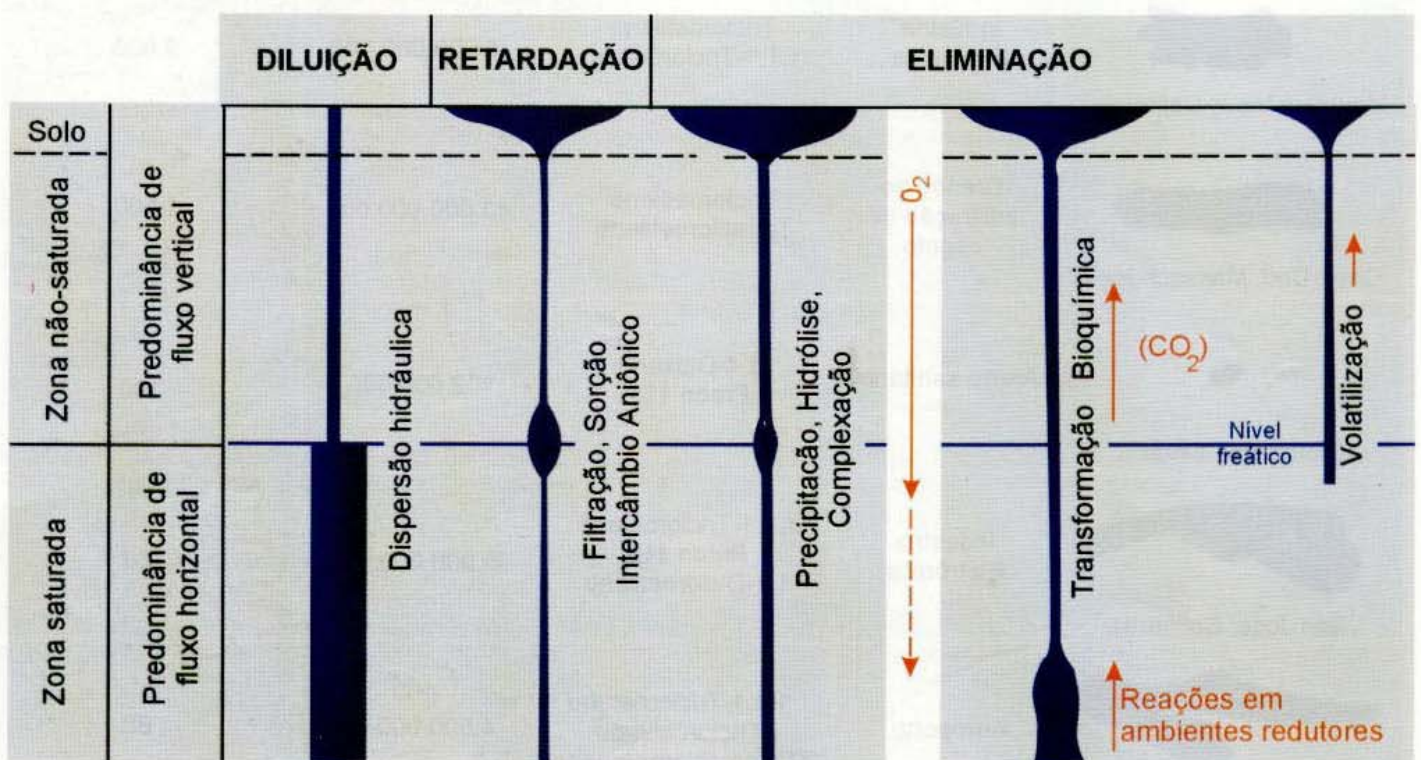 DILUIÇÃO
RETARDAÇÃO
ELIMINAÇÃO
Solo
Zona não-saturada
Predominância de
fluxo vertical
Zona saturada
Predominância de
fluxo horizontal
Dispersão hidráulica
Filtração, Sorção
Intercâmbio Aniônico
Precipitação, Hidrólise,
Complexação
O₂
Transformação Bioquímica
(CO₂)
Nível
freático
Volatilização
Reações em
ambientes redutores